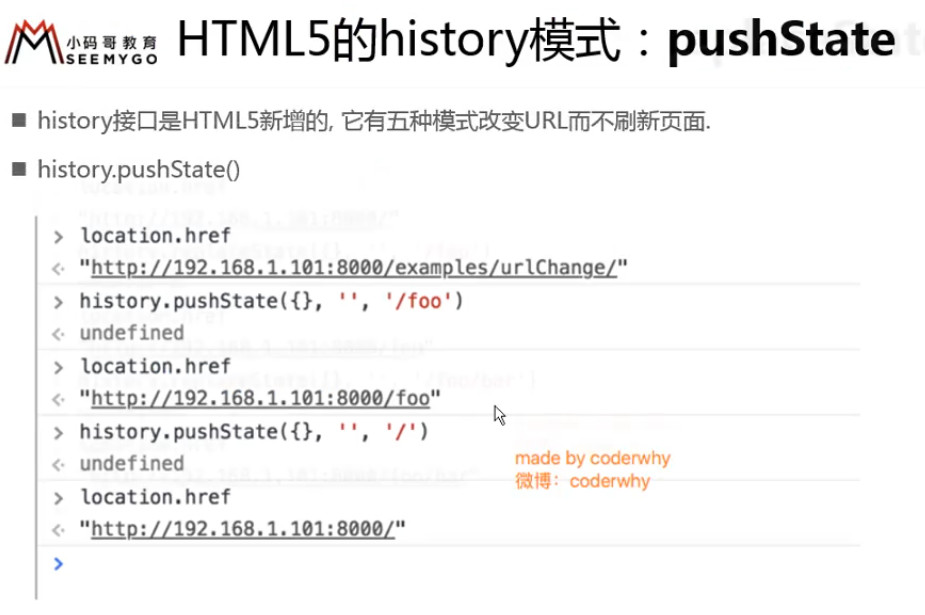 小码哥教育
SEEMYGO
HTML5的history模式：pushState
history接口是HTML5新增的, 它有五种模式改变URL而不刷新页面.
history.pushState()
> location.href
< "http://192.168.1.101:8000/examples/urlChange/"
> history.pushState({}, '', '/foo')
< undefined
> location.href
< "http://192.168.1.101:8000/foo"
> history.pushState({}, '', '/')
< undefined
> location.href
< "http://192.168.1.101:8000/"
>
made by coderwhy
微博：coderwhy